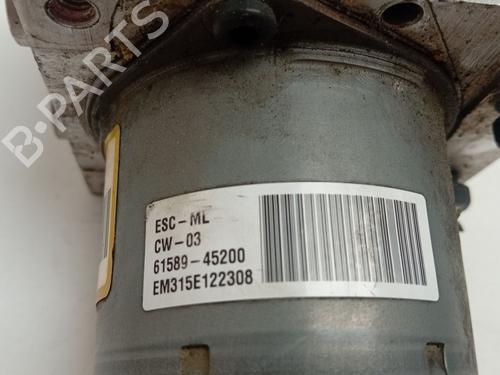 B-PARTS
ESC-ML
CW-03
61589-45200
EM315E122308